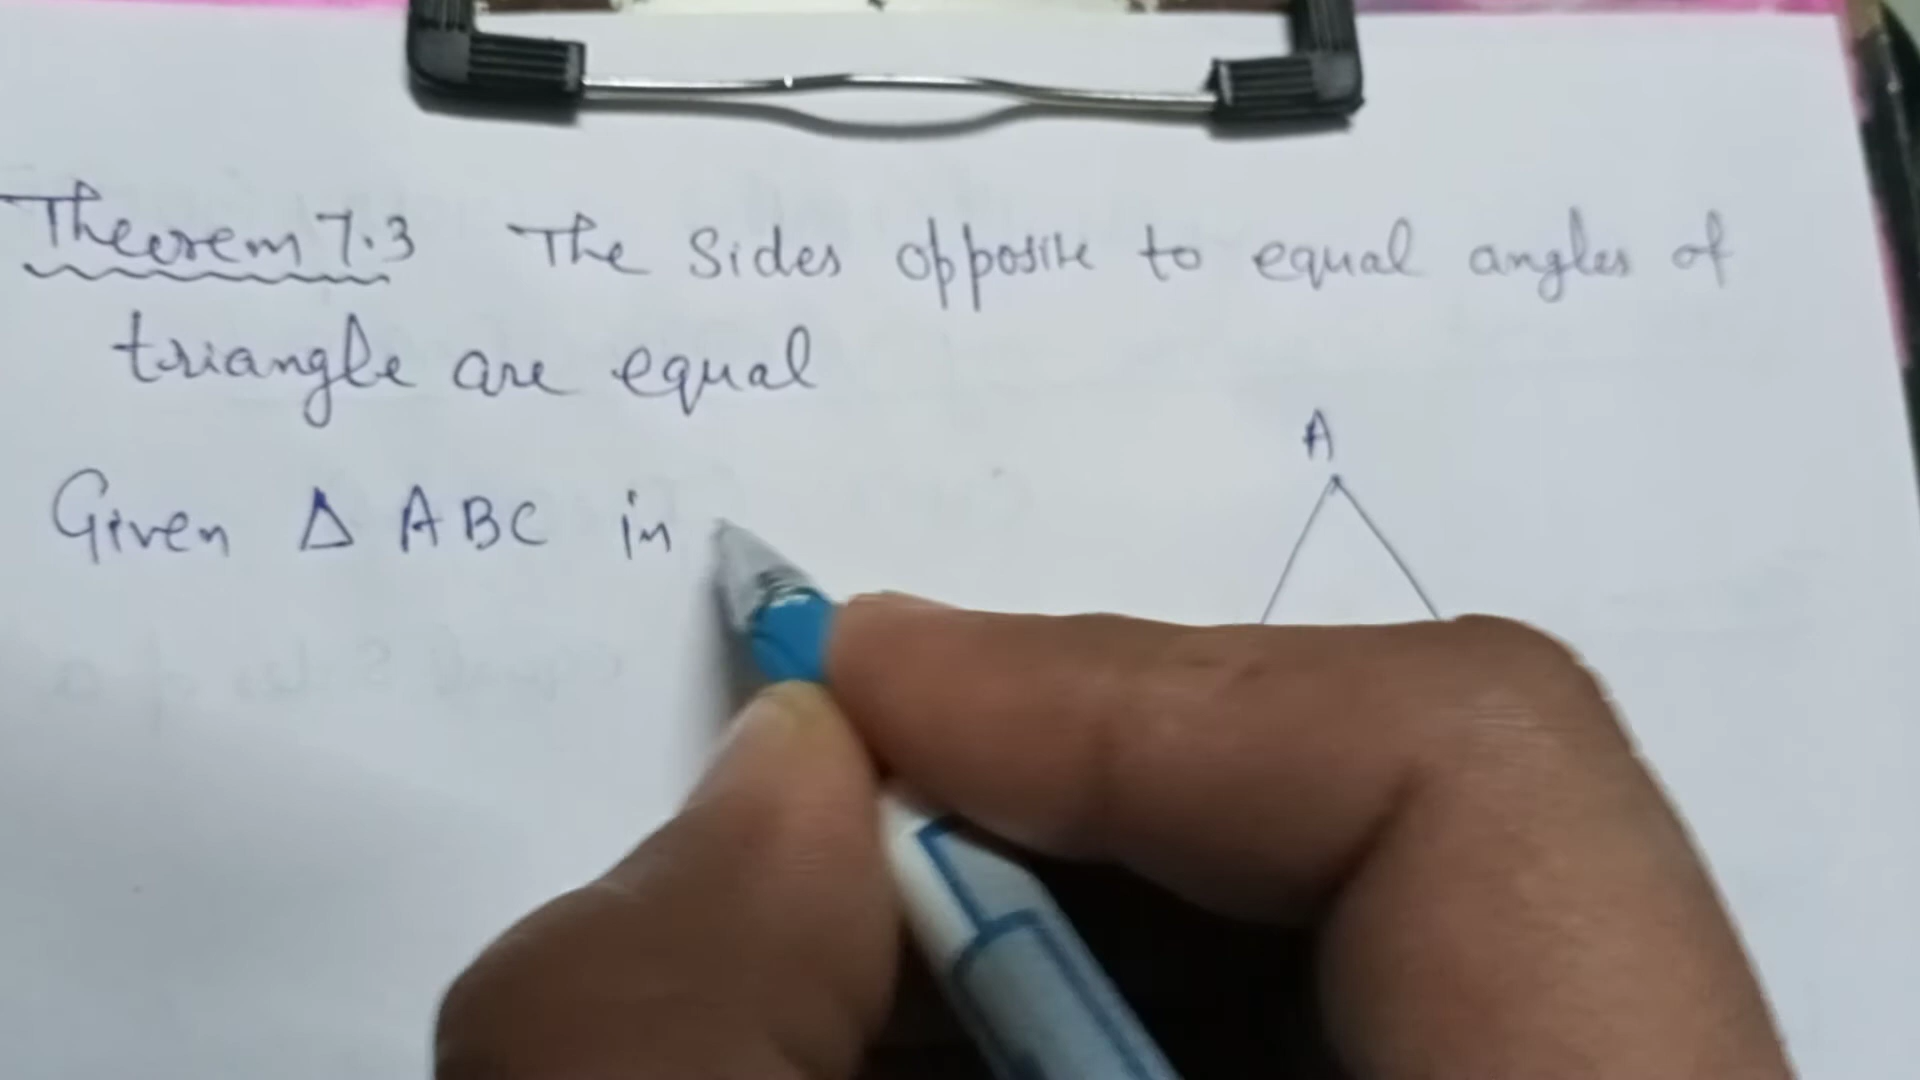 Theorem 7.3 The Sides opposite to equal angles of
triangle are equal
A
Given Δ ABC in